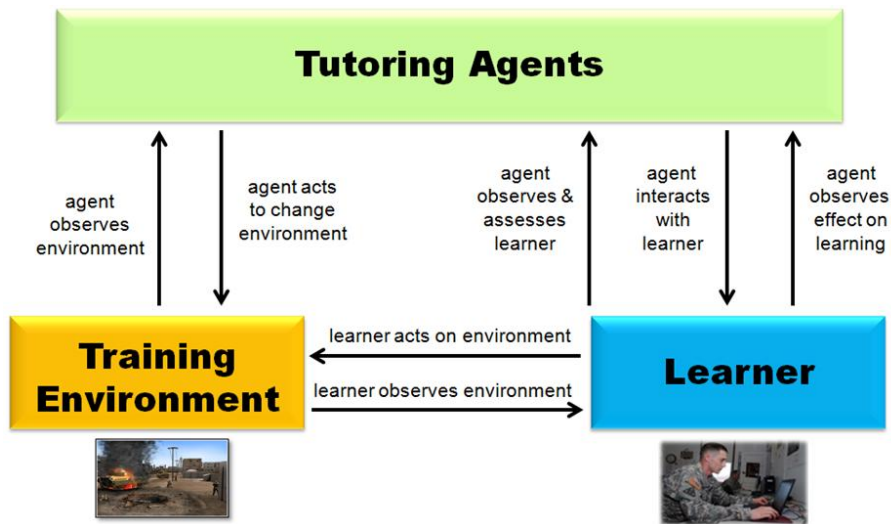 Tutoring Agents
agent
observes
environment
agent acts
to change
environment
agent
observes &
assesses
learner
agent
interacts
with
learner
agent
observes
effect on
learning
Training
Environment
learner acts on environment
learner observes environment
Learner